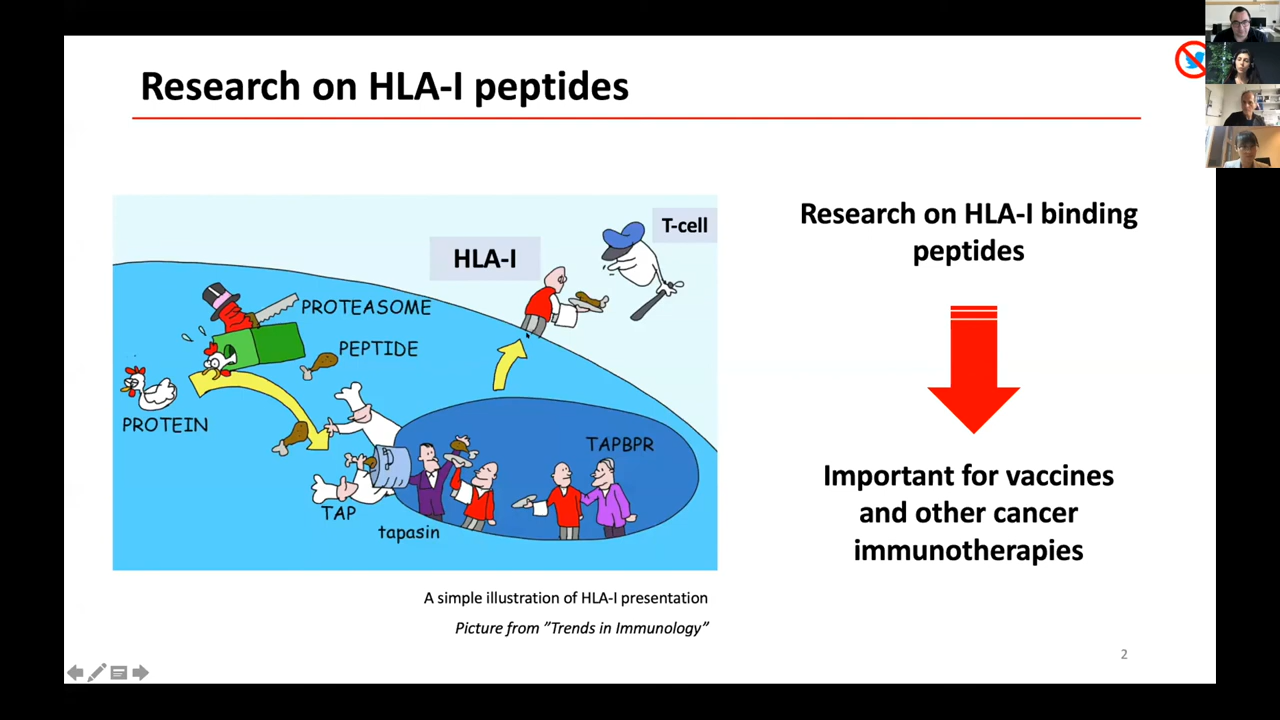 Research on HLA-I peptides
T-cell
HLA-I
PROTEASOME
PEPTIDE
PROTEIN
TAPBPR
TAP
tapasin
A simple illustration of HLA-I presentation
Picture from ”Trends in Immunology”
Research on HLA-I binding
peptides
Important for vaccines
and other cancer
immunotherapies
2